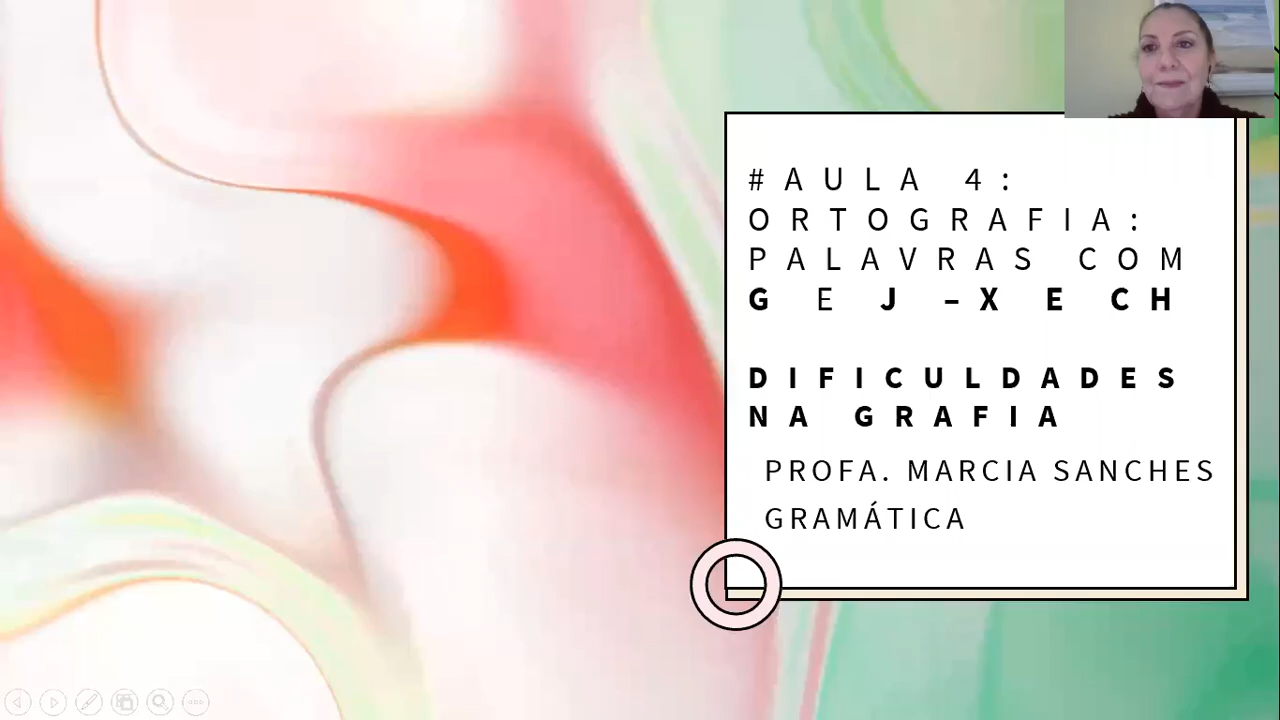 #AULA 4:
ORTOGRAFIA:
PALAVRAS COM
G E J –X E CH
DIFICULDADES
NA GRAFIA
PROFA. MARCIA SANCHES
GRAMÁTICA